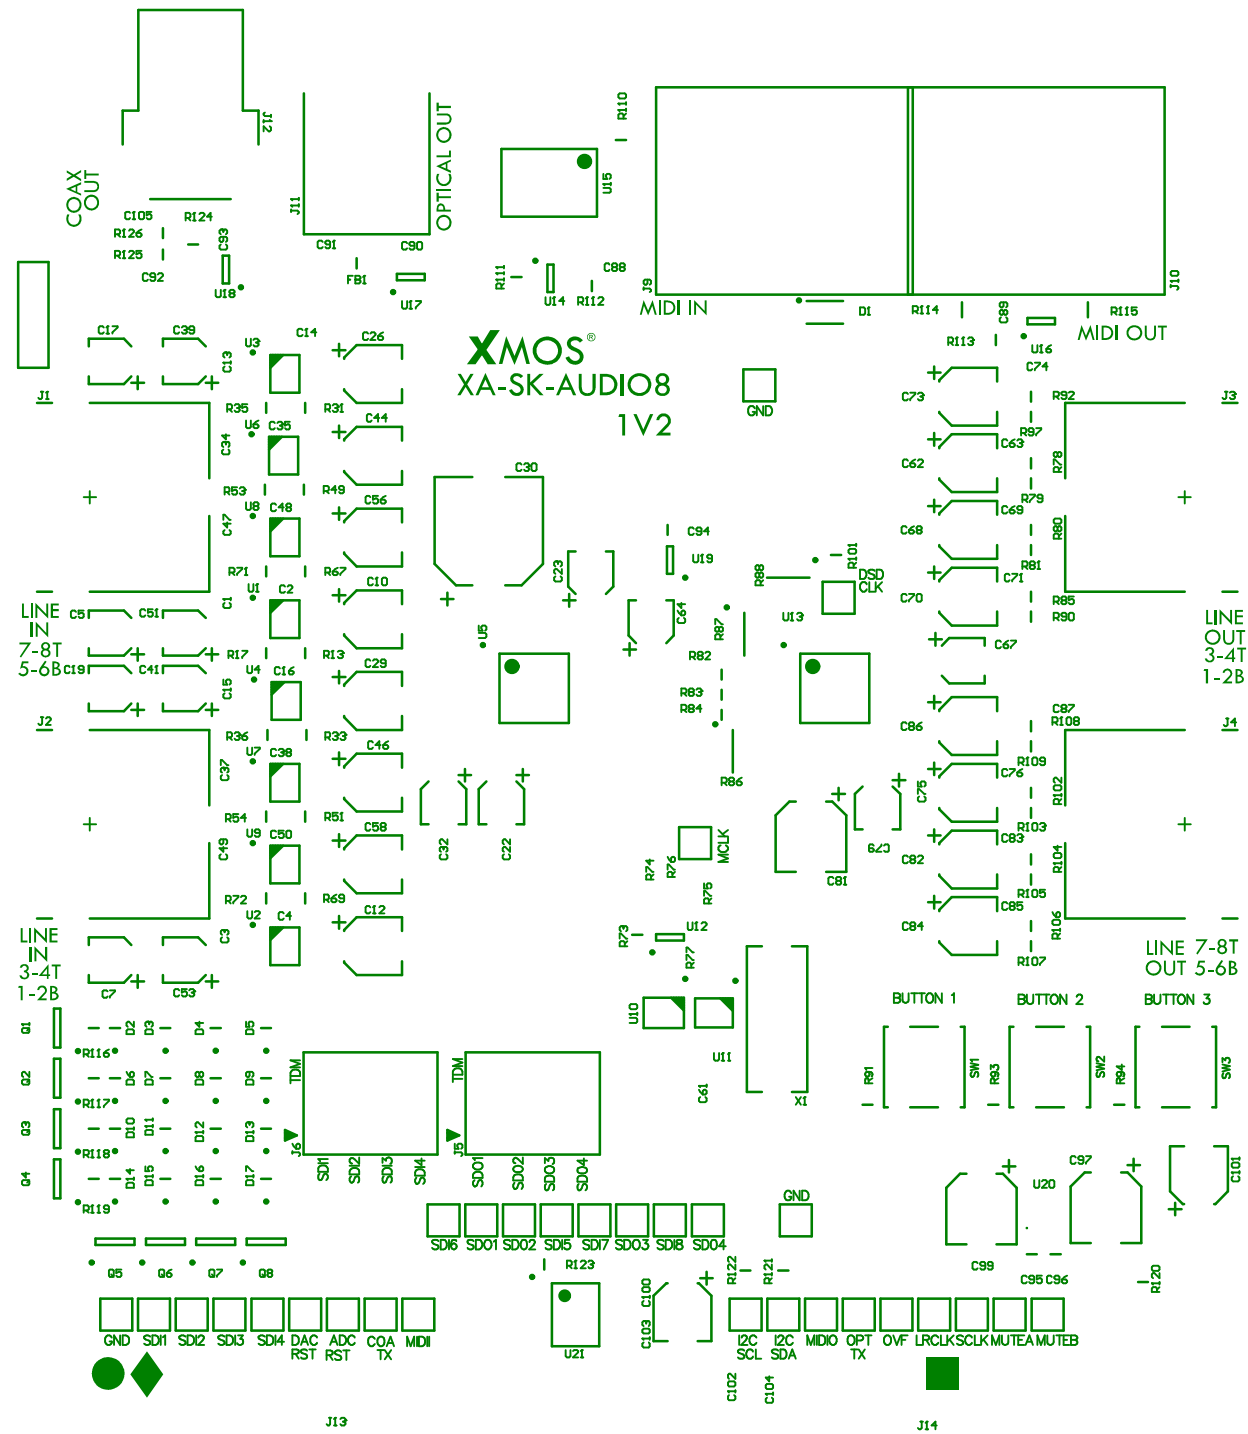 J12
COAX
OUT
OPTICAL OUT
R110
U15
J11
C105
R124
R126
R125
C93
C92
U18
C91
C90
FB1
U17
R111
U14
C88
R112
J9
J10
MIDI IN
D1
R114
C89
R115
R113
U16
MIDI OUT
XMOS®
XA-SK-AUDIO8
1V2
C17
C39
U3
C14
C26
C13
GND
C74
J1
R35
R31
C73
R92
J3
U6
C35
C44
C34
R97
C63
C62
R78
C30
R53
R49
C56
R79
U8
C48
C69
C47
C68
R80
C94
U19
R101
R71
R67
C10
C23
R88
R81
DSD
CLK
C71
U1
C2
C1
C70
R85
R90
C5
C51
C64
R87
U13
LINE
IN
7-8T
5-6B
LINE
OUT
3-4T
1-2B
U5
R17
R13
C29
R82
C67
C19
C41
U4
C16
C15
R83
R84
C87
R108
J2
C86
J4
R36
R33
C46
U7
C38
C37
R109
C76
R86
C75
R102
R54
R51
C58
R103
U9
C50
C49
C32
C22
MCLK
C79
C83
C82
R74
R76
R75
C81
R104
R72
R69
C12
R105
U2
C4
C3
C85
C84
R106
R73
U12
R77
LINE
IN
3-4T
1-2B
LINE 7-8T
OUT 5-6B
R107
C7
C53
U10
U11
BUTTON 1
BUTTON 2
BUTTON 3
Q1
D2
D3
D4
D5
R116
TDM
TDM
Q2
D6
D7
D8
D9
R117
R91
SW1
R93
SW2
R94
SW3
C61
X1
Q3
D10
D11
D12
D13
R118
J6
J5
SDI1
SDI2
SDI3
SDI4
SDO1
SDO2
SDO3
SDO4
Q4
D14
D15
D16
D17
R119
C97
C101
U20
GND
SDI6
SDO1
SDO2
SDI5
SDI7
SDO3
SDI8
SDO4
Q5
Q6
Q7
Q8
R123
R122
R121
C99
C95
C96
R120
C100
C103
GND
SDI1
SDI2
SDI3
SDI4
DAC
RST
ADC
RST
COA
TX
MIDII
U21
I2C
SCL
I2C
SDA
MIDIO
OPT
TX
OVF
LRCLK
SCLK
MUTEA
MUTEB
C102
C104
J13
J14